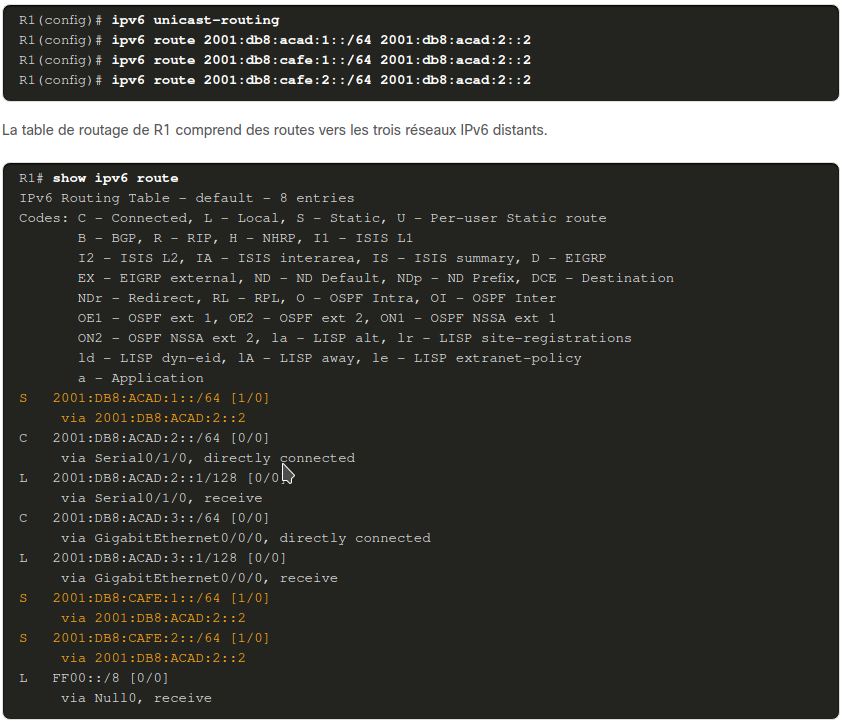 R1(config)# ipv6 unicast-routing
R1(config)# ipv6 route 2001:db8:acad:1::/64 2001:db8:acad:2::2
R1(config)# ipv6 route 2001:db8:cafe:1::/64 2001:db8:acad:2::2
R1(config)# ipv6 route 2001:db8:cafe:2::/64 2001:db8:acad:2::2
La table de routage de R1 comprend des routes vers les trois réseaux IPv6 distants.
R1# show ipv6 route
IPv6 Routing Table - default - 8 entries
Codes: C - Connected, L - Local, S - Static, U - Per-user Static route
B - BGP, R - RIP, H - NHRP, I1 - ISIS L1
I2 - ISIS L2, IA - ISIS interarea, IS - ISIS summary, D - EIGRP
EX - EIGRP external, ND - ND Default, NDp - ND Prefix, DCE - Destination
NDr - Redirect, RL - RPL, O - OSPF Intra, OI - OSPF Inter
OE1 - OSPF ext 1, OE2 - OSPF ext 2, ON1 - OSPF NSSA ext 1
ON2 - OSPF NSSA ext 2, la - LISP alt, lr - LISP site-registrations
ld - LISP dyn-eid, lA - LISP away, le - LISP extranet-policy
a - Application
S 2001:DB8:ACAD:1::/64 [1/0]
via 2001:DB8:ACAD:2::2
C 2001:DB8:ACAD:2::/64 [0/0]
via Serial0/1/0, directly connected
L 2001:DB8:ACAD:2::1/128 [0/0]
via Serial0/1/0, receive
C 2001:DB8:ACAD:3::/64 [0/0]
via GigabitEthernet0/0/0, directly connected
L 2001:DB8:ACAD:3::1/128 [0/0]
via GigabitEthernet0/0/0, receive
S 2001:DB8:CAFE:1::/64 [1/0]
via 2001:DB8:ACAD:2::2
S 2001:DB8:CAFE:2::/64 [1/0]
via 2001:DB8:ACAD:2::2
L FF00::/8 [0/0]
via Null0, receive